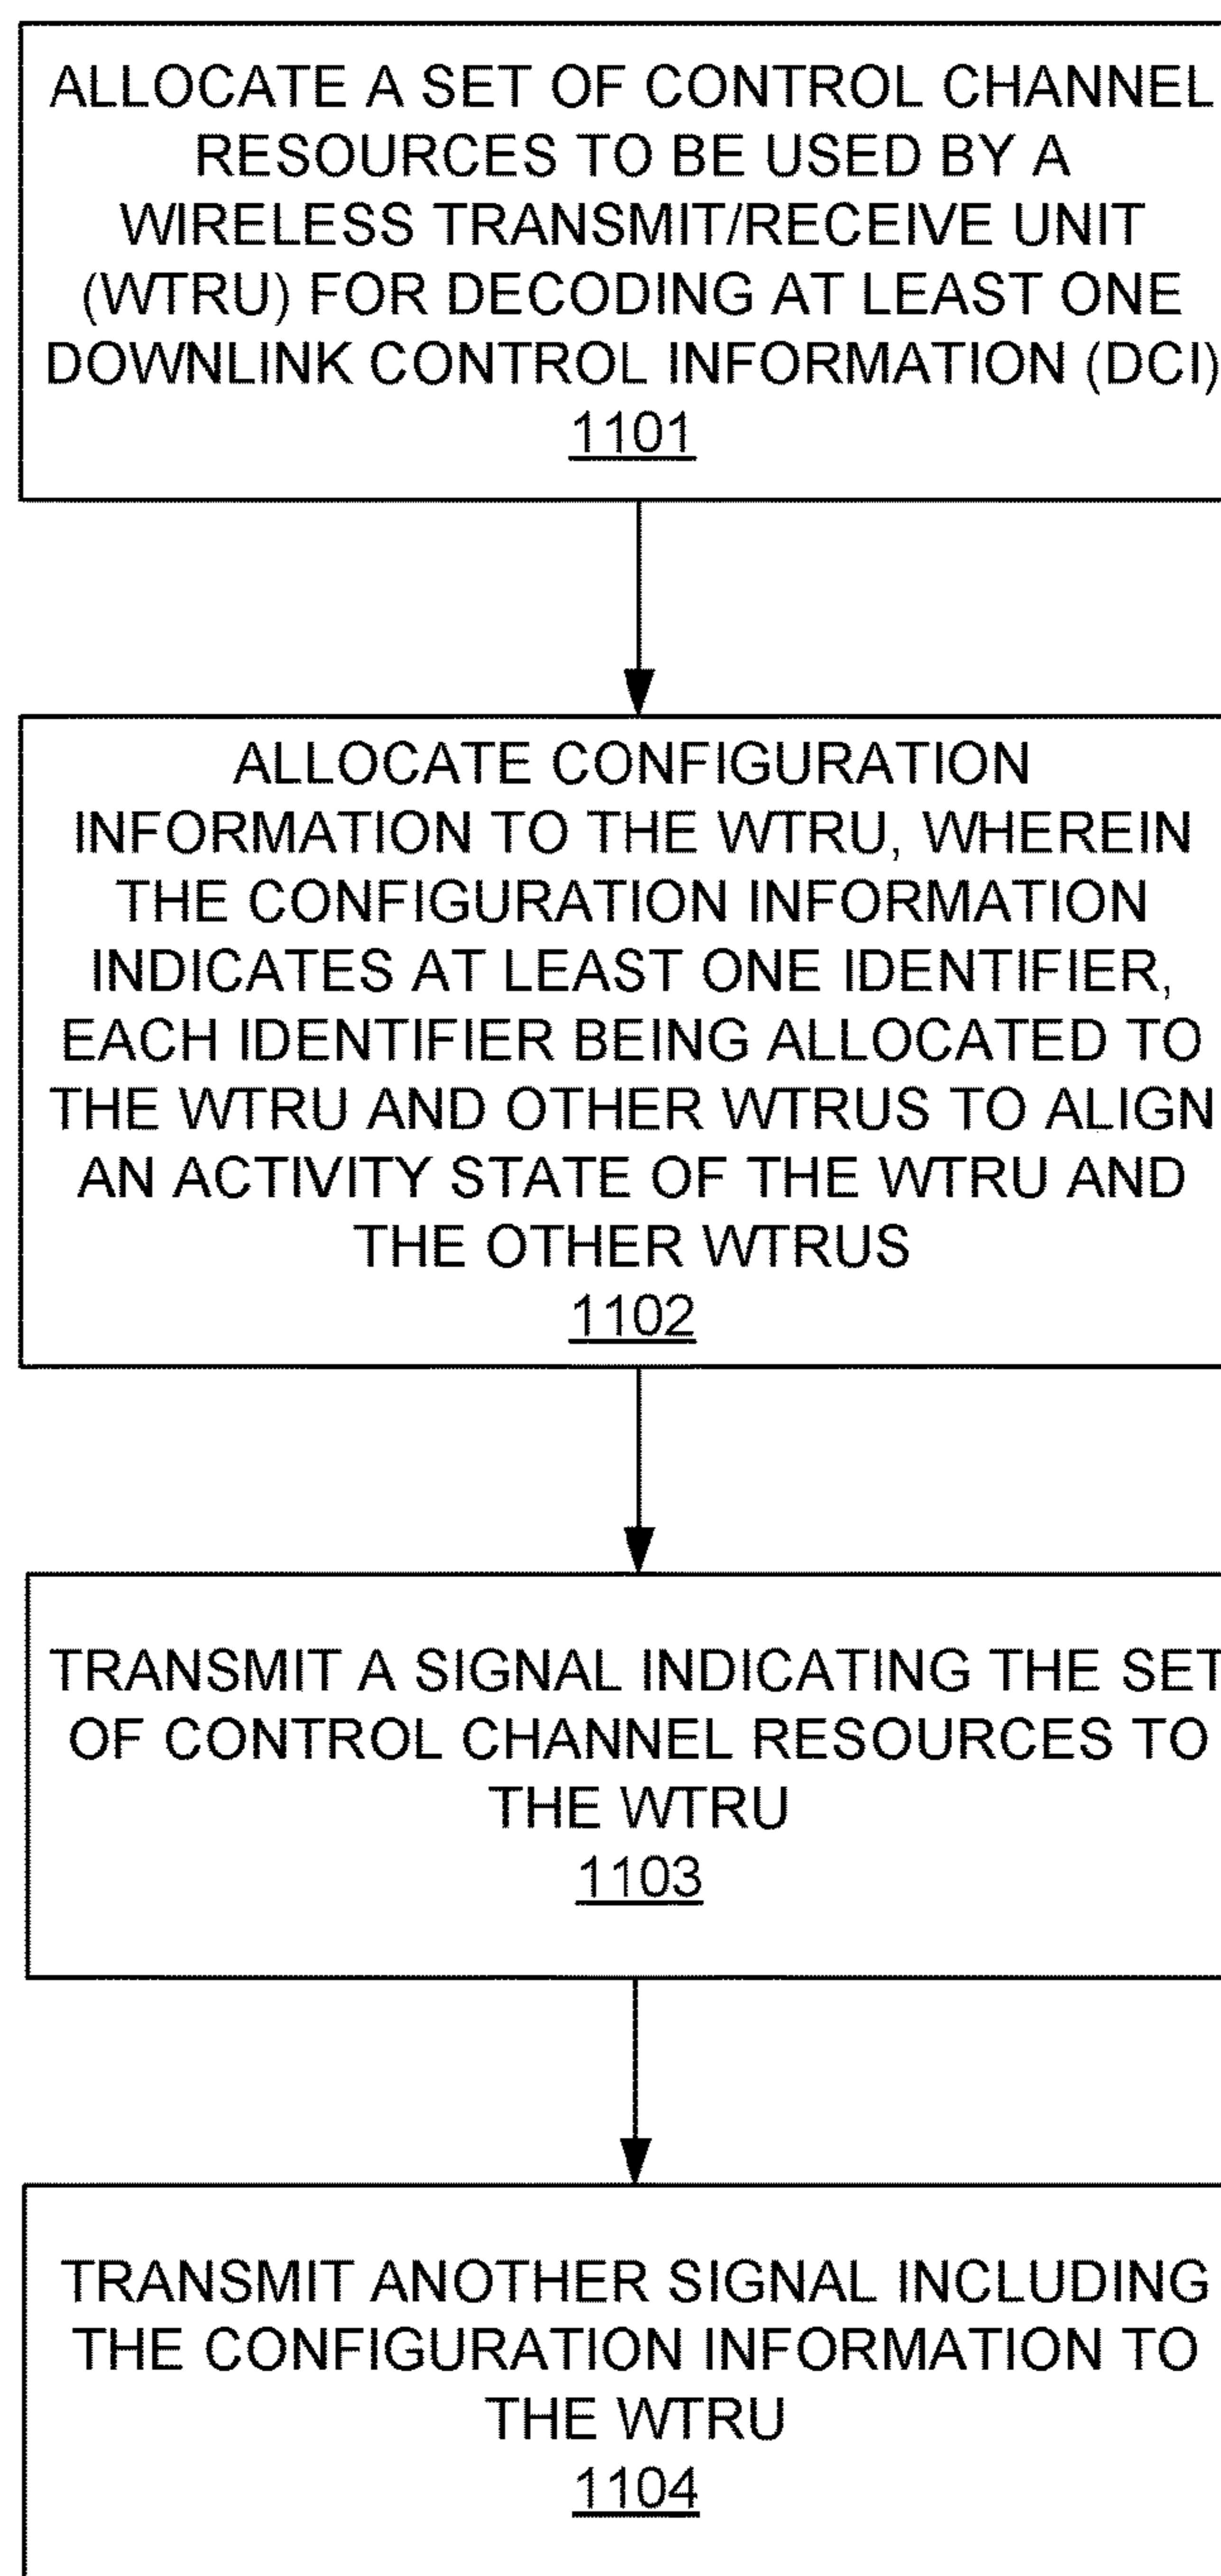 ALLOCATE A SET OF CONTROL CHANNEL
RESOURCES TO BE USED BY A
WIRELESS TRANSMIT/RECEIVE UNIT
(WTRU) FOR DECODING AT LEAST ONE
DOWNLINK CONTROL INFORMATION (DCI)
1101
ALLOCATE CONFIGURATION
INFORMATION TO THE WTRU, WHEREIN
THE CONFIGURATION INFORMATION
INDICATES AT LEAST ONE IDENTIFIER,
EACH IDENTIFIER BEING ALLOCATED TO
THE WTRU AND OTHER WTRUS TO ALIGN
AN ACTIVITY STATE OF THE WTRU AND
THE OTHER WTRUS
1102
TRANSMIT A SIGNAL INDICATING THE SET
OF CONTROL CHANNEL RESOURCES TO
THE WTRU
1103
TRANSMIT ANOTHER SIGNAL INCLUDING
THE CONFIGURATION INFORMATION TO
THE WTRU
1104